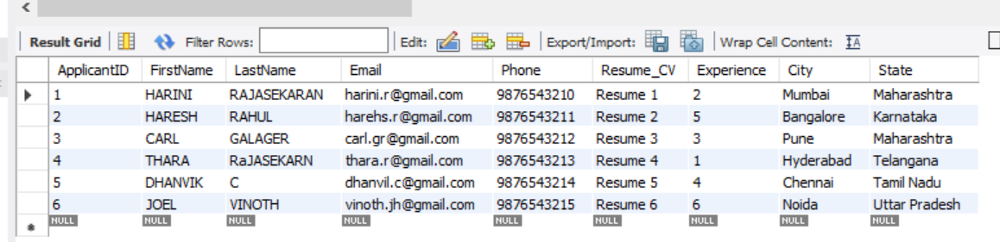 Result Grid Filter Rows: Edit: Export/Import: Wrap Cell Content: IA
ApplicantID FirstName LastName Email Phone Resume_CV Experience City State
1 HARINI RAJASEKARAN harini.r@gmail.com 9876543210 Resume 1 2 Mumbai Maharashtra
2 HARESH RAHUL harehs.r@gmail.com 9876543211 Resume 2 5 Bangalore Karnataka
3 CARL GALAGER carl.gr@gmail.com 9876543212 Resume 3 3 Pune Maharashtra
4 THARA RaJASEKARN thara.r@gmail.com 9876543213 Resume 4 1 Hyderabad Telangana
5 DHANVIK C dhanvil.c@gmail.com 9876543214 Resume 5 4 Chennai Tamil Nadu
6 JOEL VINOTH vinoth.jh@gmail.com 9876543215 Resume 6 6 Noida Uttar Pradesh
NULL NULL NULL NULL NULL NULL NULL NULL NULL